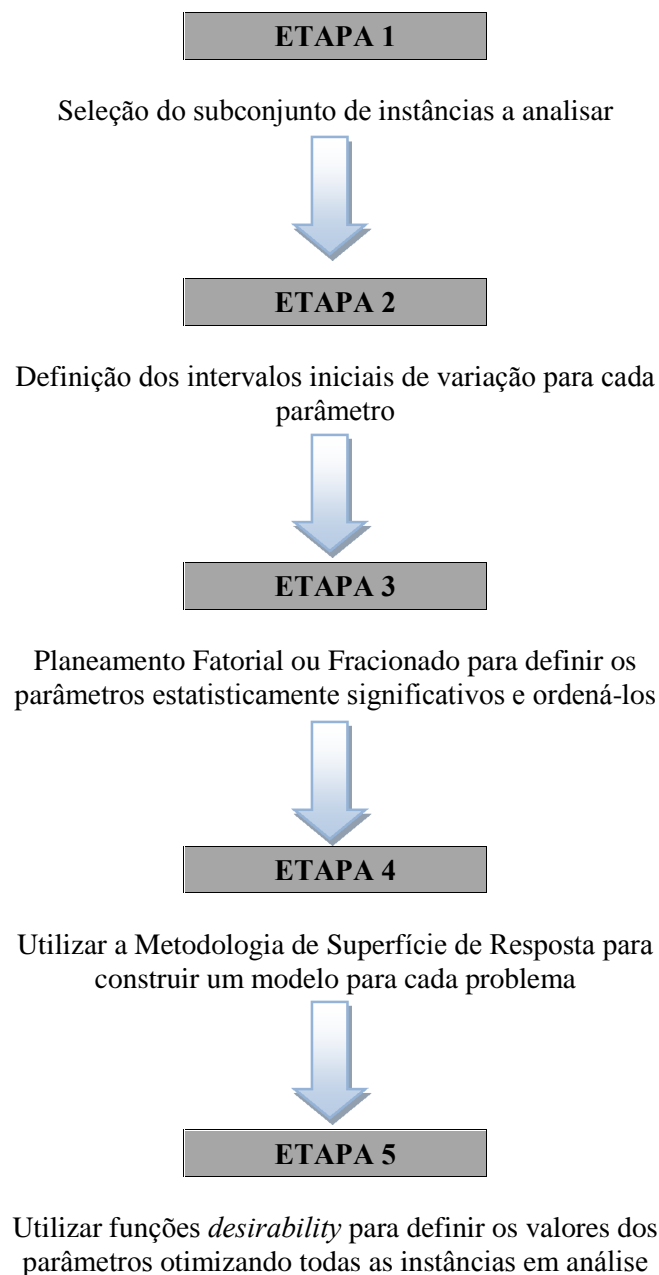 ETAPA 1
Seleção do subconjunto de instâncias a analisar
ETAPA 2
Definição dos intervalos iniciais de variação para cada
parâmetro
ETAPA 3
Planeamento Fatorial ou Fracionado para definir os
parâmetros estatisticamente significativos e ordená-los
ETAPA 4
Utilizar a Metodologia de Superfície de Resposta para
construir um modelo para cada problema
ETAPA 5
Utilizar funções desirability para definir os valores dos
parâmetros otimizando todas as instâncias em análise